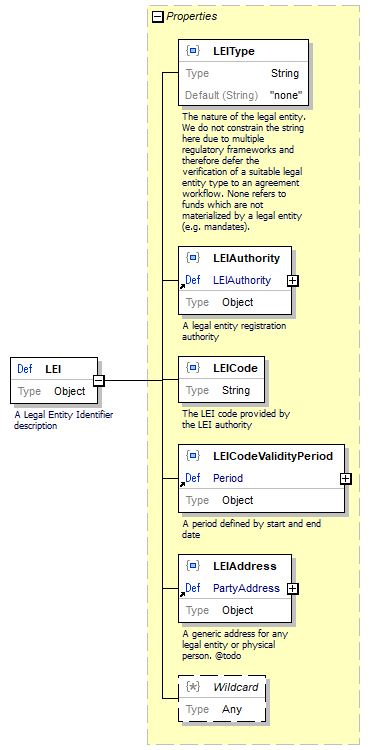 Properties
LEIType
Type String
Default (String) "none"
The nature of the legal entity.
We do not constrain the string
here due to multiple
regulatory frameworks and
therefore defer the
verification of a suitable legal
entity type to an agreement
workflow. None refers to
funds which are not
materialized by a legal entity
(e.g. mandates).
LEIAuthority
Def LEIAuthority
Type Object
A legal entity registration
authority
Def LEI
Type Object
A Legal Entity Identifier
description
LEICode
Type String
The LEI code provided by
the LEI authority
LEICodeValidityPeriod
Def Period
Type Object
A period defined by start and end
date
LEIAddress
Def PartyAddress
Type Object
A generic address for any
legal entity or physical
person. @todo
Wildcard
Type Any